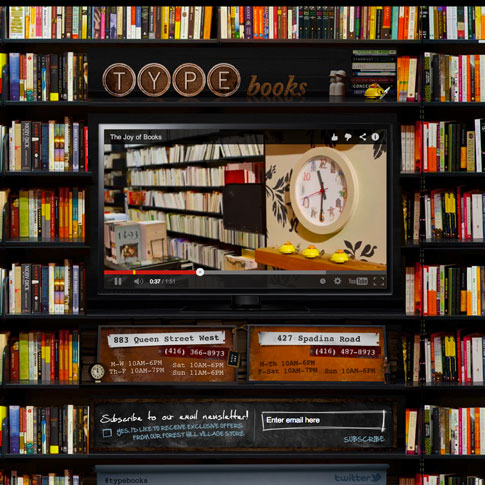 TYPE books
The Joy of Books
0:37 / 1:51
YouTube
883 Queen Street West
(416) 366-8973
M-W 10AM-6PM
Th-F 10AM-7PM
Sat 10AM-6PM
Sun 11AM-6PM
427 Spadina Road
(416) 487-8973
M-Th 10AM-6PM
F-Sat 10AM-7PM
Sun 11AM-6PM
Subscribe to our email newsletter!
YES, I'D LIKE TO RECEIVE EXCLUSIVE OFFERS
FROM OUR FOREST HILL VILLAGE STORE
Enter email here
SUBSCRIBE
#typebooks
twitter